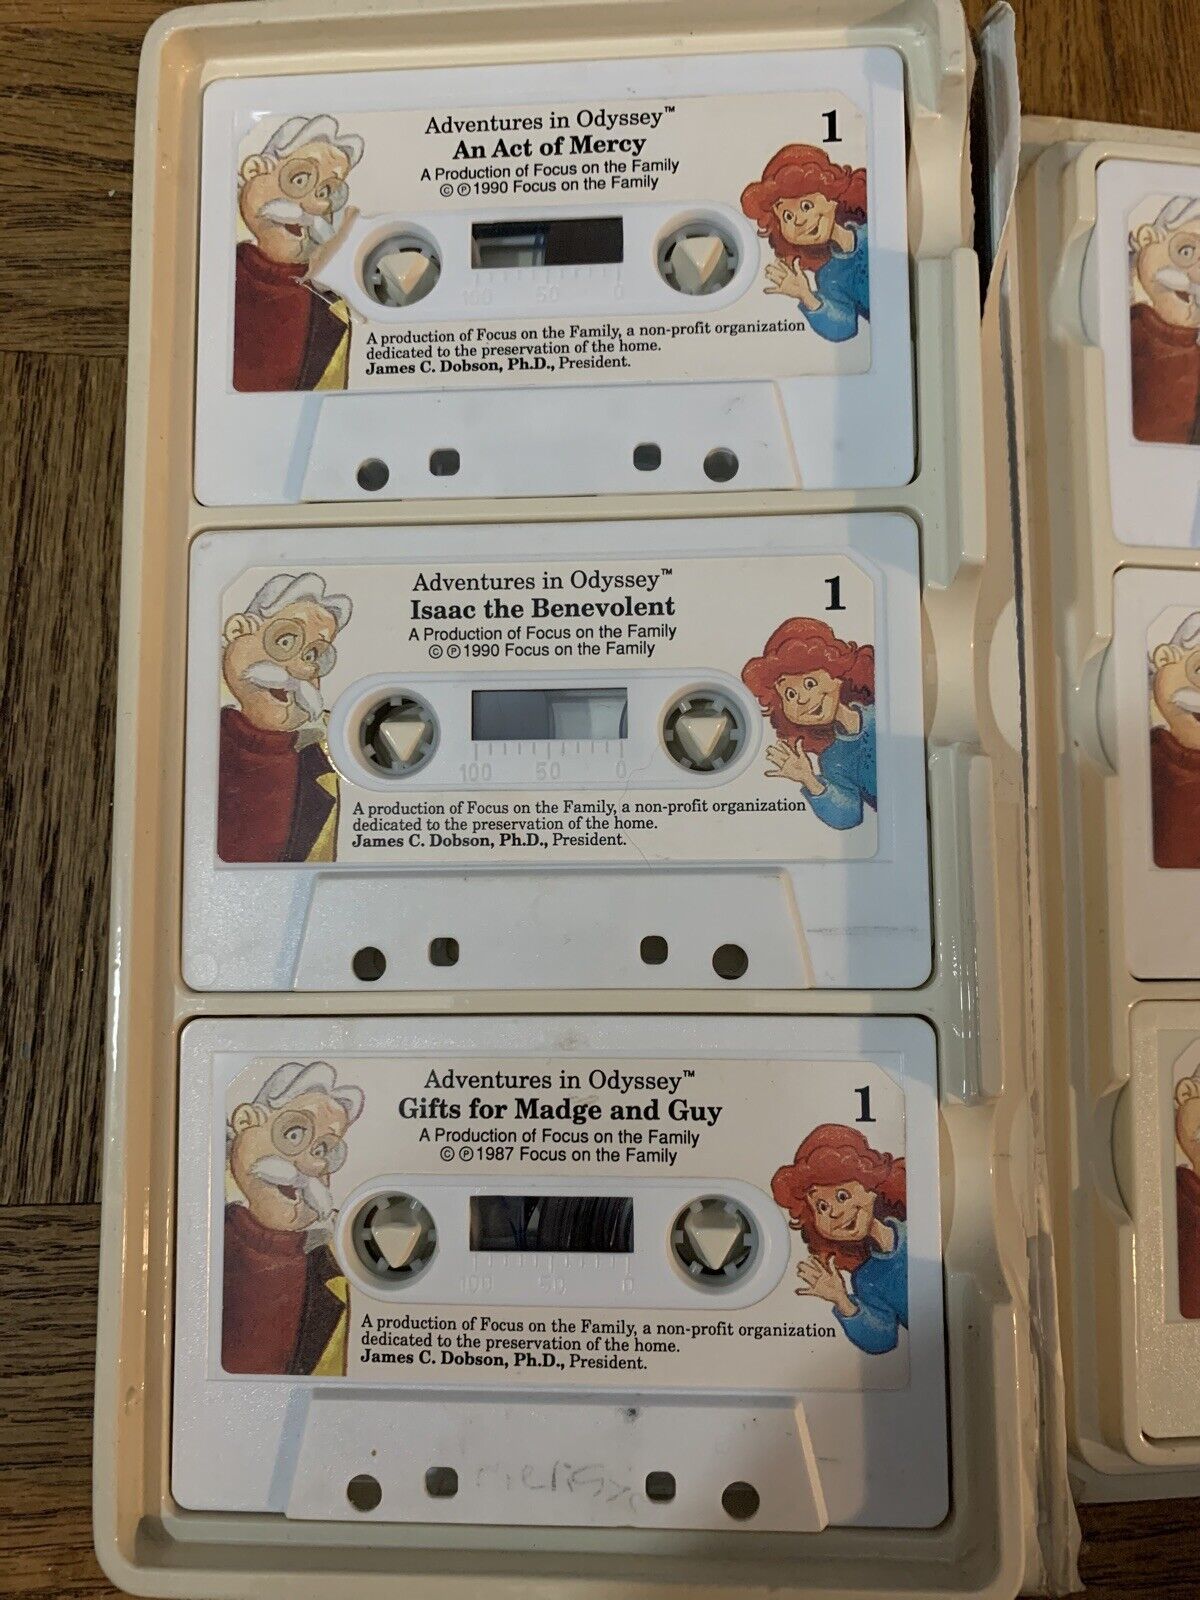 Adventures in Odyssey™
An Act of Mercy
1
A Production of Focus on the Family
© ℗ 1990 Focus on the Family
100 50 0
A production of Focus on the Family, a non-profit organization
dedicated to the preservation of the home.
James C. Dobson, Ph.D., President.
Adventures in Odyssey™
Isaac the Benevolent
1
A Production of Focus on the Family
© ℗ 1990 Focus on the Family
100 50 0
A production of Focus on the Family, a non-profit organization
dedicated to the preservation of the home.
James C. Dobson, Ph.D., President.
Adventures in Odyssey™
Gifts for Madge and Guy
1
A Production of Focus on the Family
© ℗ 1987 Focus on the Family
100 50 0
A production of Focus on the Family, a non-profit organization
dedicated to the preservation of the home.
James C. Dobson, Ph.D., President.